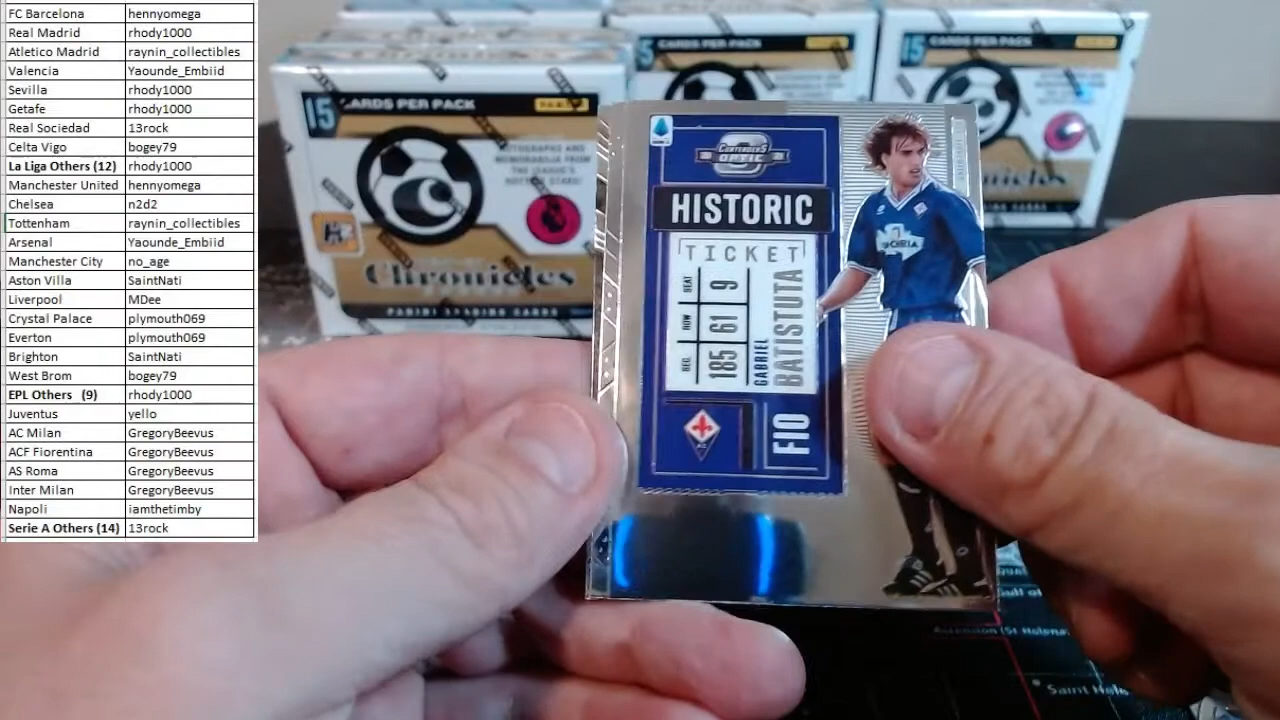 FC Barcelona hennyomega
Real Madrid rhody1000
Atletico Madrid raynin_collectibles
Valencia Yaounde_Embiid
Sevilla rhody1000
Getafe rhody1000
Real Sociedad 13rock
Celta Vigo bogey79
La Liga Others (12) rhody1000
Manchester United hennyomega
Chelsea n2d2
Tottenham raynin_collectibles
Arsenal Yaounde_Embiid
Manchester City no_age
Aston Villa SaintNati
Liverpool MDee
Crystal Palace plymouth069
Everton plymouth069
Brighton SaintNati
West Brom bogey79
EPL Others (9) rhody1000
Juventus yello
AC Milan GregoryBeevus
ACF Fiorentina GregoryBeevus
AS Roma GregoryBeevus
Inter Milan GregoryBeevus
Napoli iamthetimby
Serie A Others (14) 13rock
15 CARDS PER PACK PANINI
AUTOGRAPHS AND
MEMORABILIA FROM
THE LEAGUE'S
HOTTEST STARS!
Chronicles
PANINI TRADING CARDS
5 CARDS PER PACK
15 CARDS PER PACK
CONTENDERS
OPTIC
HISTORIC
TICKET
SEC. ROW SEAT
185 61 9
GABRIEL
BATISTUTA
FIO
Ascension (St Helena)
Saint Hele